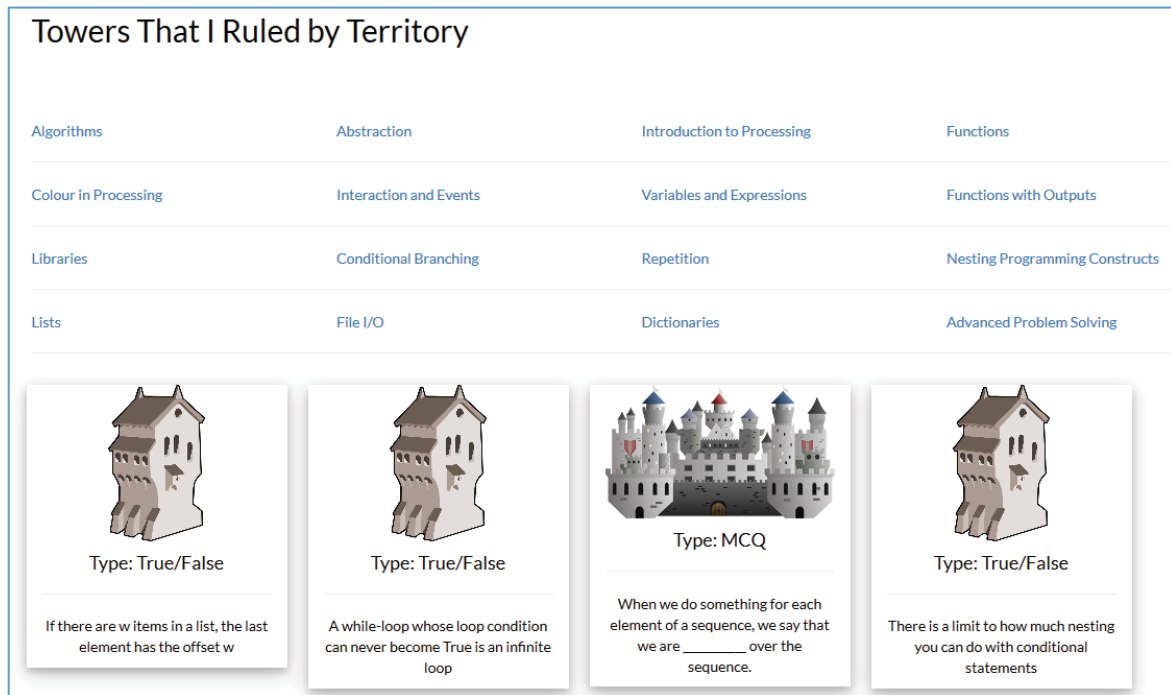 Towers That I Ruled by Territory
Algorithms Abstraction Introduction to Processing Functions
Colour in Processing Interaction and Events Variables and Expressions Functions with Outputs
Libraries Conditional Branching Repetition Nesting Programming Constructs
Lists File I/O Dictionaries Advanced Problem Solving
Type: True/False
If there are w items in a list, the last
element has the offset w
Type: True/False
A while-loop whose loop condition
can never become True is an infinite
loop
Type: MCQ
When we do something for each
element of a sequence, we say that
we are ___________ over the
sequence.
Type: True/False
There is a limit to how much nesting
you can do with conditional
statements